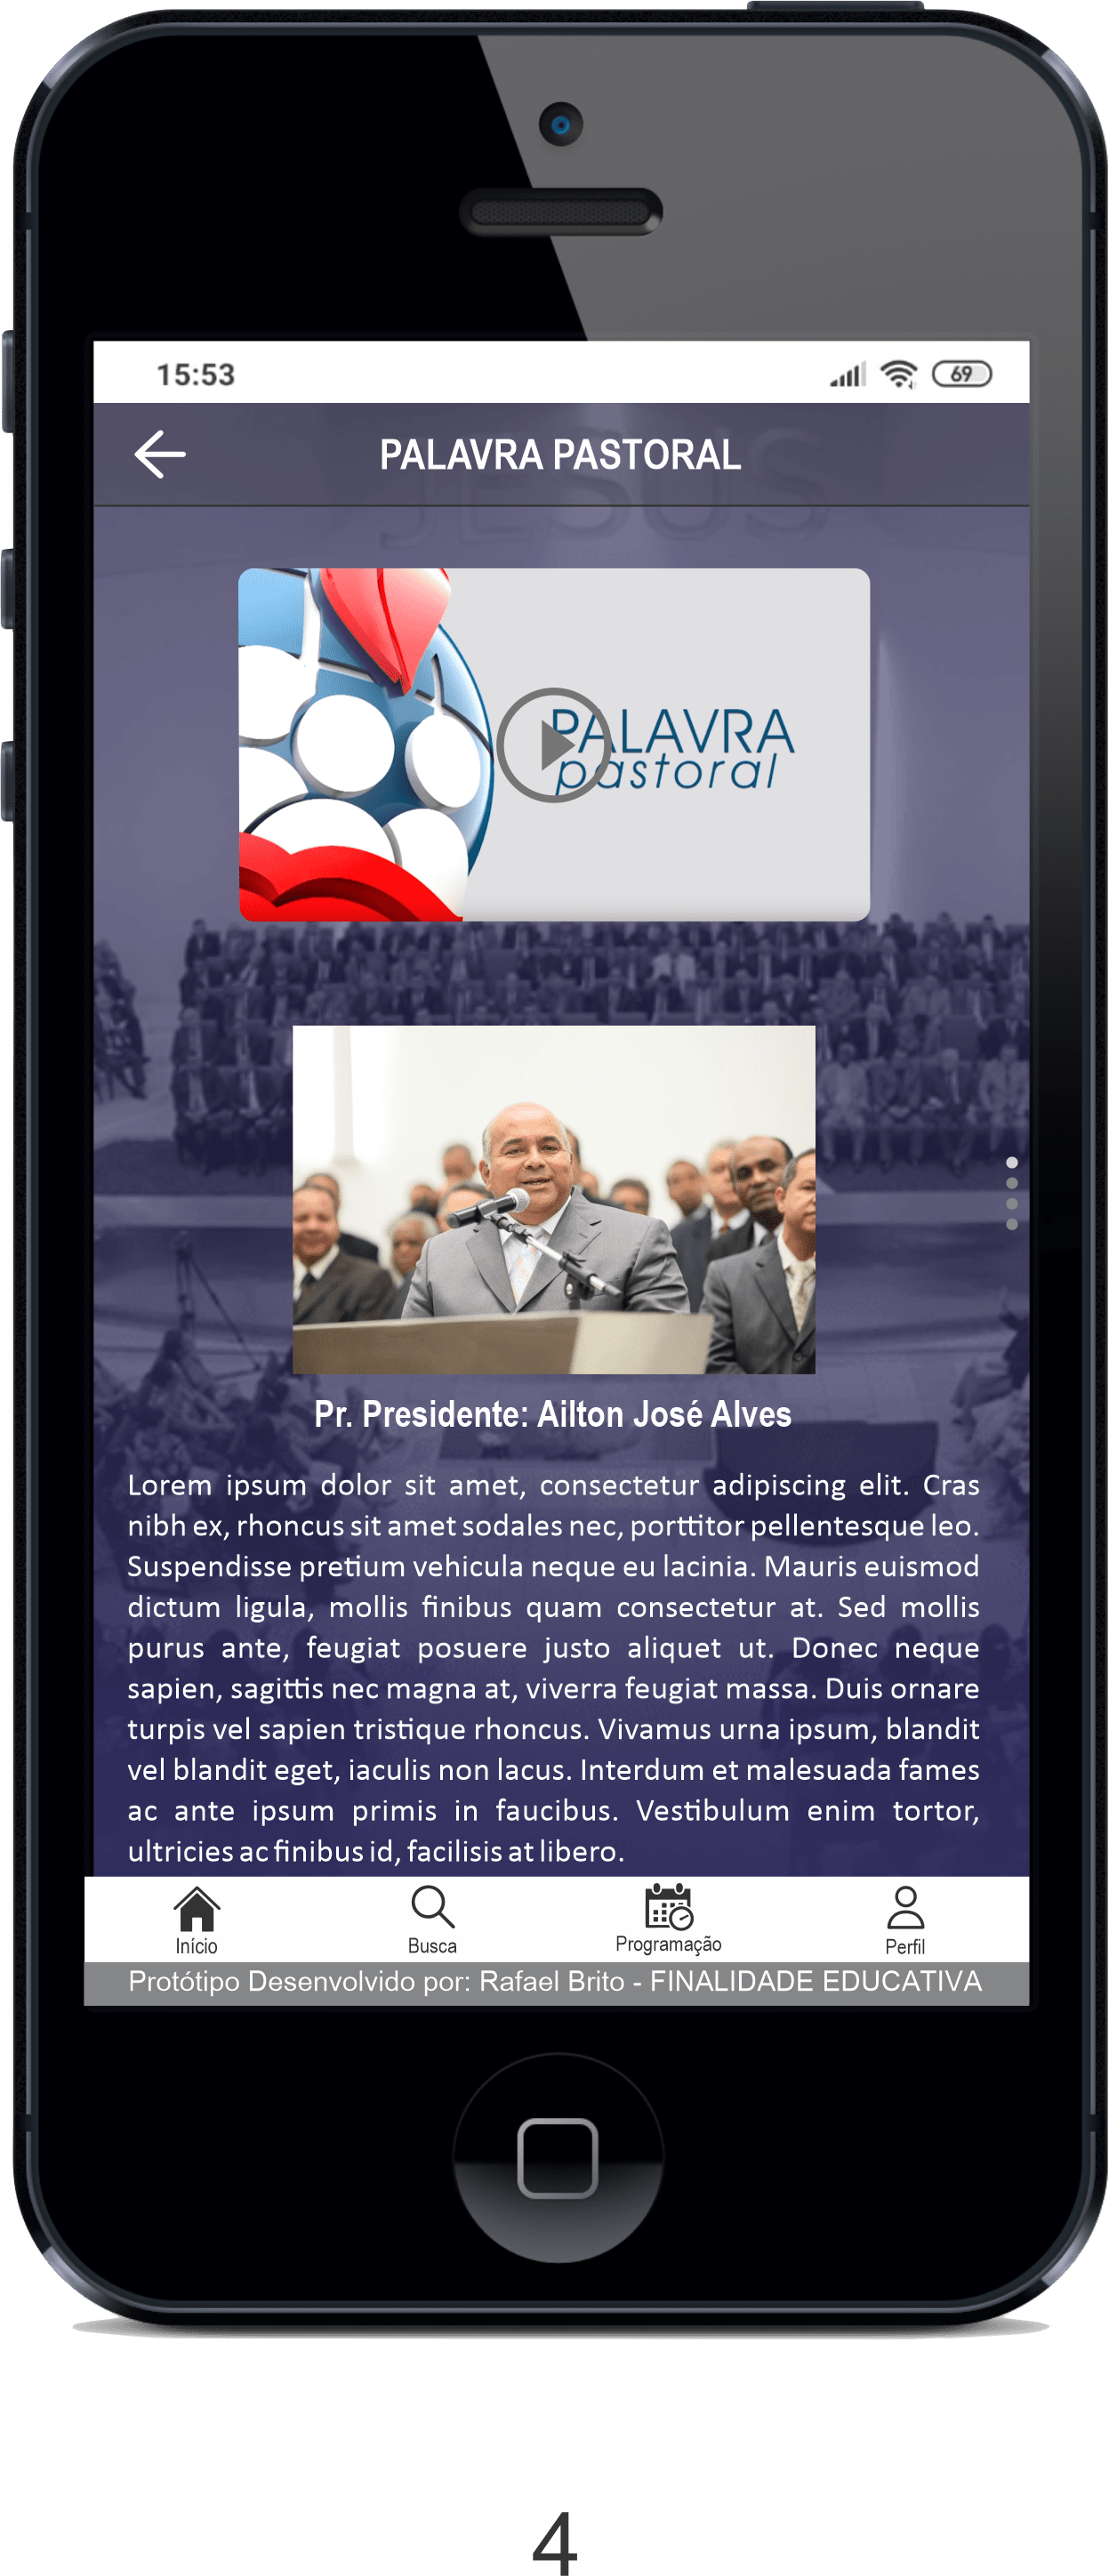 15:53
69
PALAVRA PASTORAL
JESUS
PALAVRA
pastoral
Pr. Presidente: Ailton José Alves
Lorem ipsum dolor sit amet, consectetur adipiscing elit. Cras
nibh ex, rhoncus sit amet sodales nec, porttitor pellentesque leo.
Suspendisse pretium vehicula neque eu lacinia. Mauris euismod
dictum ligula, mollis finibus quam consectetur at. Sed mollis
purus ante, feugiat posuere justo aliquet ut. Donec neque
sapien, sagittis nec magna at, viverra feugiat massa. Duis ornare
turpis vel sapien tristique rhoncus. Vivamus urna ipsum, blandit
vel blandit eget, iaculis non lacus. Interdum et malesuada fames
ac ante ipsum primis in faucibus. Vestibulum enim tortor,
ultricies ac finibus id, facilisis at libero.
Início
Busca
Programação
Perfil
Protótipo Desenvolvido por: Rafael Brito - FINALIDADE EDUCATIVA
4